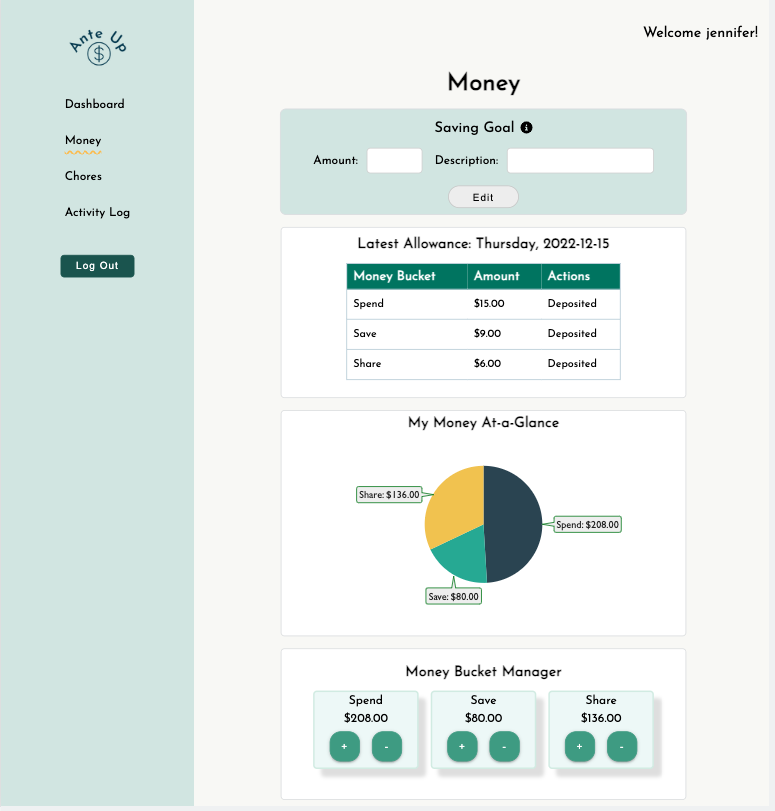 Ante Up
$
Welcome jennifer!
Dashboard
Money
Chores
Activity Log
Log Out
Money
Saving Goal i
Amount: Description:
Edit
Latest Allowance: Thursday, 2022-12-15
Money Bucket Amount Actions
Spend $15.00 Deposited
Save $9.00 Deposited
Share $6.00 Deposited
My Money At-a-Glance
Share: $136.00
Spend: $208.00
Save: $80.00
Money Bucket Manager
Spend Save Share
$208.00 $80.00 $136.00
+ - + - + -